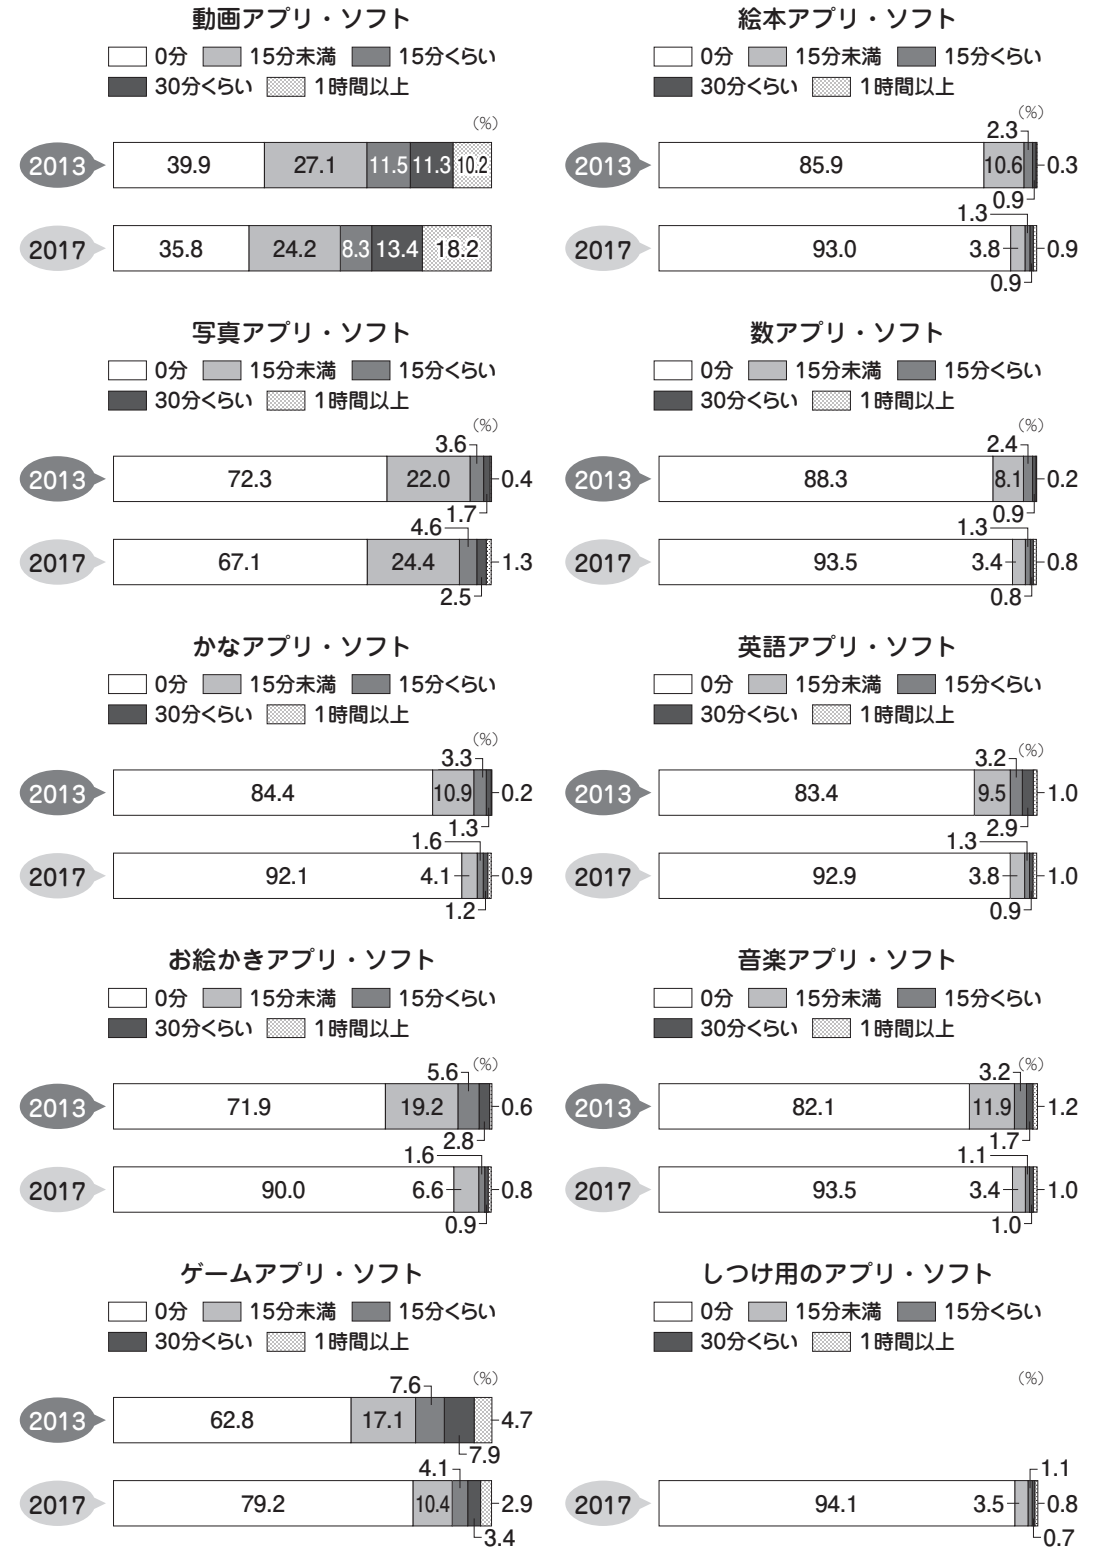 動画アプリ・ソフト
0分 15分未満 15分くらい
30分くらい 1時間以上
(%)
2013 39.9 27.1 11.5 11.3 10.2
2017 35.8 24.2 8.3 13.4 18.2
絵本アプリ・ソフト
0分 15分未満 15分くらい
30分くらい 1時間以上
(%)
2.3
2013 85.9 10.6 0.3
0.9
1.3
2017 93.0 3.8 0.9
0.9
写真アプリ・ソフト
0分 15分未満 15分くらい
30分くらい 1時間以上
(%)
3.6
2013 72.3 22.0 0.4
1.7
4.6
2017 67.1 24.4 1.3
2.5
数アプリ・ソフト
0分 15分未満 15分くらい
30分くらい 1時間以上
(%)
2.4
2013 88.3 8.1 0.2
0.9
1.3
2017 93.5 3.4 0.8
0.8
かなアプリ・ソフト
0分 15分未満 15分くらい
30分くらい 1時間以上
(%)
3.3
2013 84.4 10.9 0.2
1.3
1.6
2017 92.1 4.1 0.9
1.2
英語アプリ・ソフト
0分 15分未満 15分くらい
30分くらい 1時間以上
(%)
3.2
2013 83.4 9.5 1.0
2.9
1.3
2017 92.9 3.8 1.0
0.9
お絵かきアプリ・ソフト
0分 15分未満 15分くらい
30分くらい 1時間以上
(%)
5.6
2013 71.9 19.2 0.6
2.8
1.6
2017 90.0 6.6 0.8
0.9
音楽アプリ・ソフト
0分 15分未満 15分くらい
30分くらい 1時間以上
(%)
3.2
2013 82.1 11.9 1.2
1.7
1.1
2017 93.5 3.4 1.0
1.0
ゲームアプリ・ソフト
0分 15分未満 15分くらい
30分くらい 1時間以上
(%)
7.6
2013 62.8 17.1 4.7
7.9
4.1
2017 79.2 10.4 2.9
3.4
しつけ用のアプリ・ソフト
0分 15分未満 15分くらい
30分くらい 1時間以上
(%)
1.1
2017 94.1 3.5 0.8
0.7